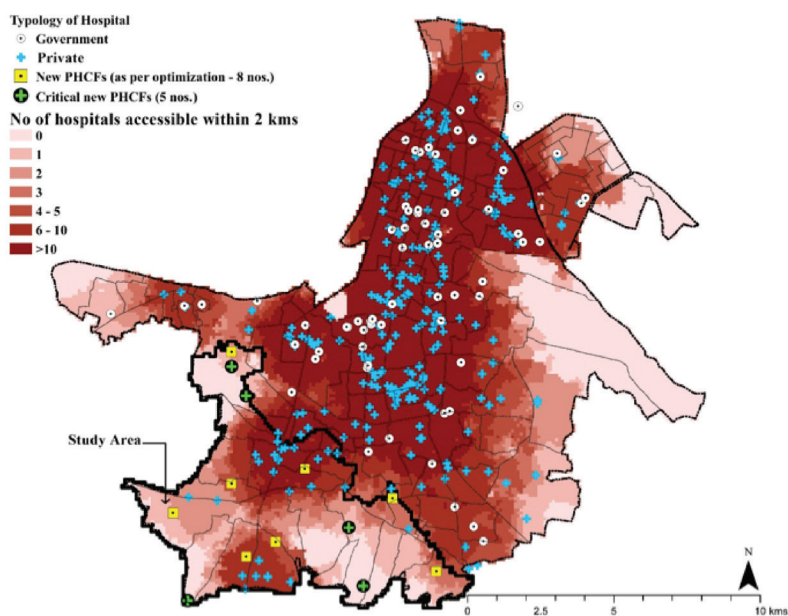 Typology of Hospital
Government
Private
New PHCFs (as per optimization - 8 nos.)
Critical new PHCFs (5 nos.)
No of hospitals accessible within 2 kms
0
1
2
3
4 - 5
6 - 10
>10
Study Area
N
0 2.5 5 10 kms